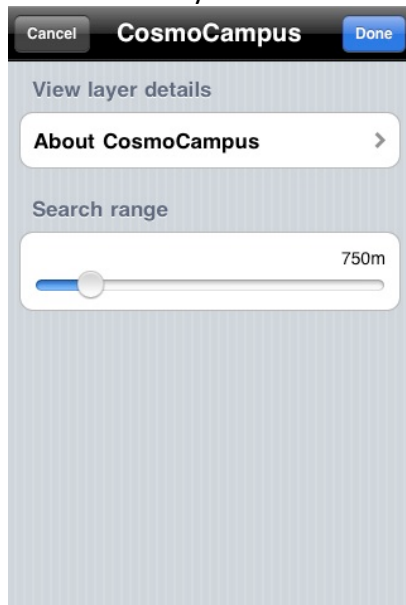 Cancel CosmoCampus Done
View layer details
About CosmoCampus
Search range
750m